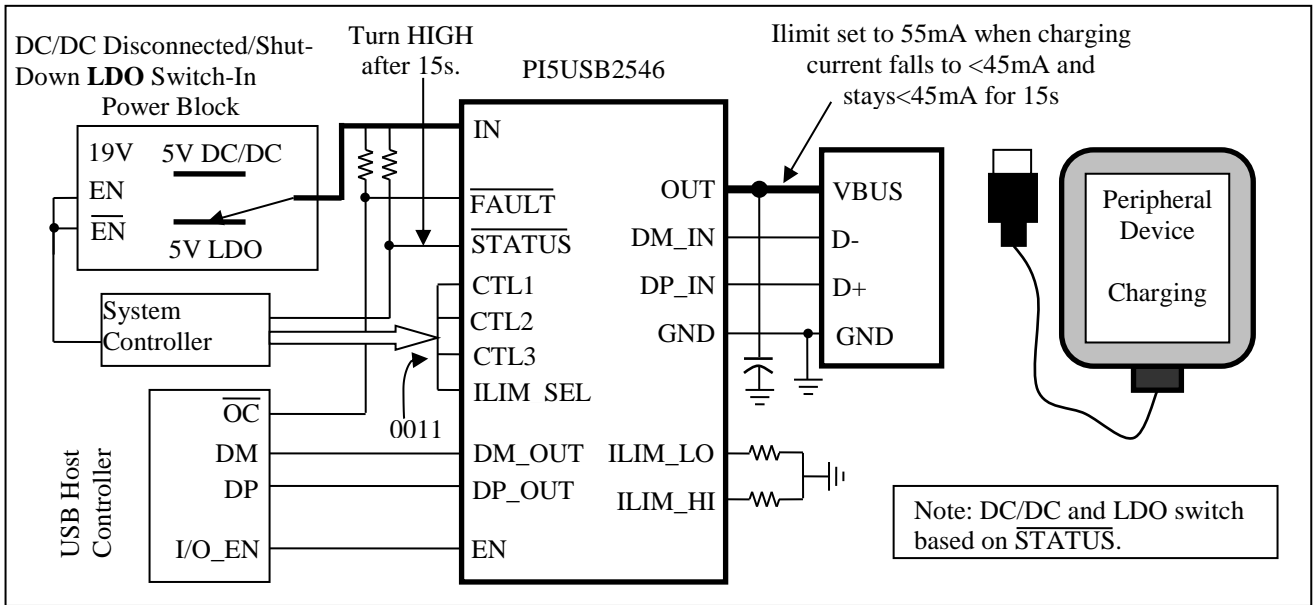 DC/DC Disconnected/Shut-
Down LDO Switch-In
Power Block
Turn HIGH
after 15s.
PI5USB2546
Ilimit set to 55mA when charging
current falls to <45mA and
stays<45mA for 15s
19V
5V DC/DC
EN
EN
5V LDO
System
Controller
USB Host
Controller
OC
DM
DP
I/O_EN
0011
IN
FAULT
STATUS
CTL1
CTL2
CTL3
ILIM_SEL
DM_OUT
DP_OUT
EN
OUT
DM_IN
DP_IN
GND
ILIM_LO
ILIM_HI
VBUS
D-
D+
GND
Peripheral
Device
Charging
Note: DC/DC and LDO switch
based on STATUS.